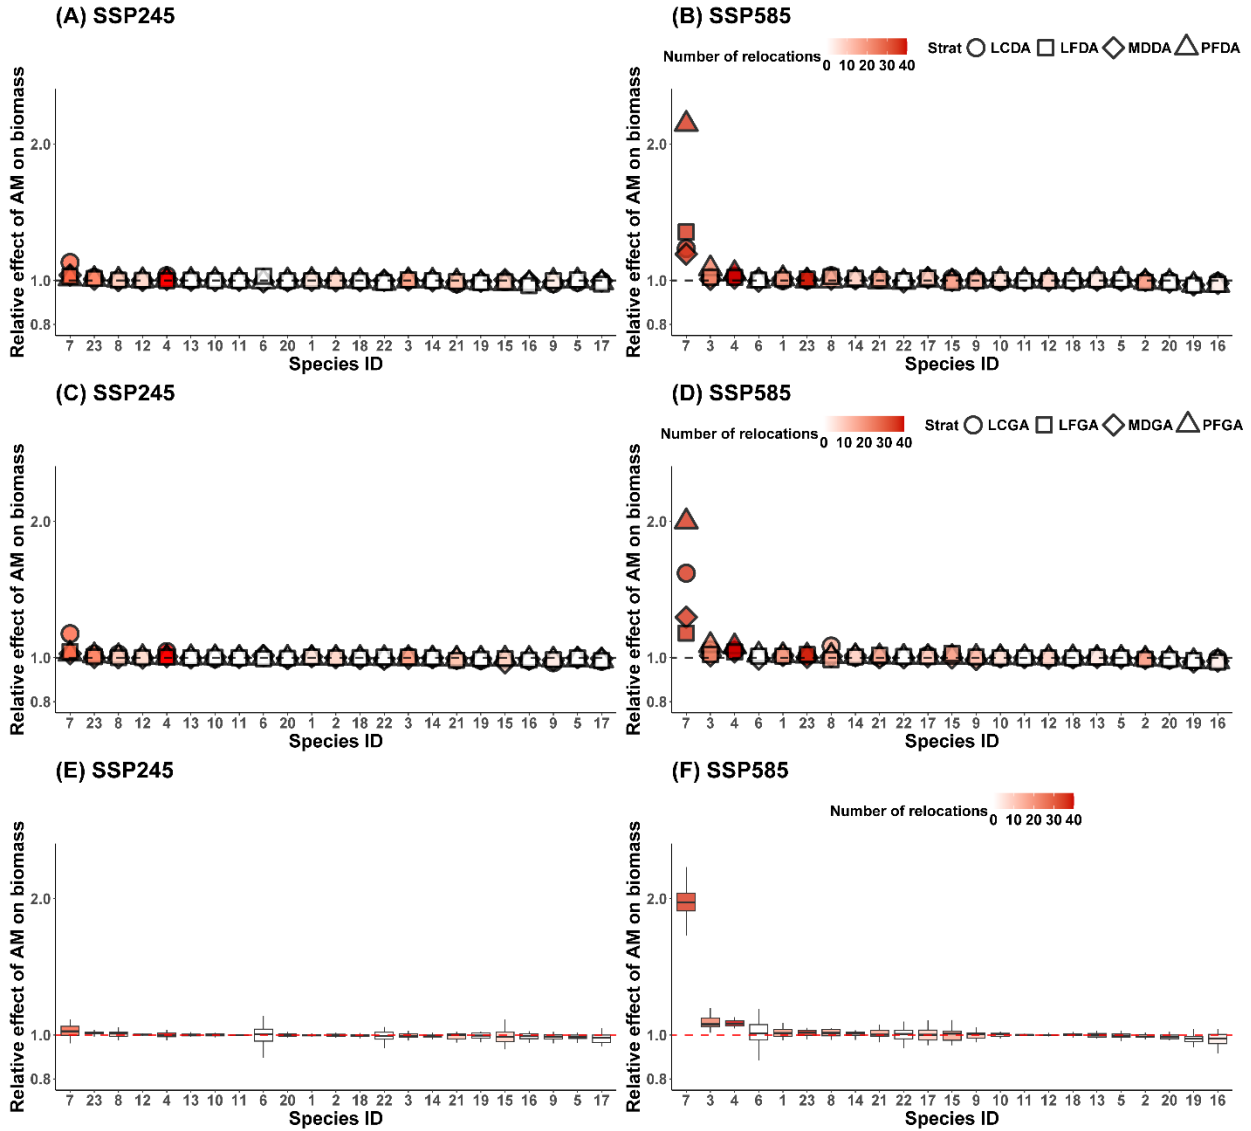 (A) SSP245
(B) SSP585
Number of relocations 0 10 20 30 40 Strat LCDA LFDA MDDA PFDA
Relative effect of AM on biomass
2.0
1.0
0.8
7 23 8 12 4 13 10 11 6 20 1 2 18 22 3 14 21 19 15 16 9 5 17
Species ID
Relative effect of AM on biomass
2.0
1.0
0.8
7 3 4 6 1 23 8 14 21 22 17 15 9 10 11 12 18 13 5 2 20 19 16
Species ID
(C) SSP245
(D) SSP585
Number of relocations 0 10 20 30 40 Strat LCGA LFGA MDGA PFGA
Relative effect of AM on biomass
2.0
1.0
0.8
7 23 8 12 4 13 10 11 6 20 1 2 18 22 3 14 21 19 15 16 9 5 17
Species ID
Relative effect of AM on biomass
2.0
1.0
0.8
7 3 4 6 1 23 8 14 21 22 17 15 9 10 11 12 18 13 5 2 20 19 16
Species ID
(E) SSP245
(F) SSP585
Number of relocations 0 10 20 30 40
Relative effect of AM on biomass
2.0
1.0
0.8
7 23 8 12 4 13 10 11 6 20 1 2 18 22 3 14 21 19 15 16 9 5 17
Species ID
Relative effect of AM on biomass
2.0
1.0
0.8
7 3 4 6 1 23 8 14 21 22 17 15 9 10 11 12 18 13 5 2 20 19 16
Species ID